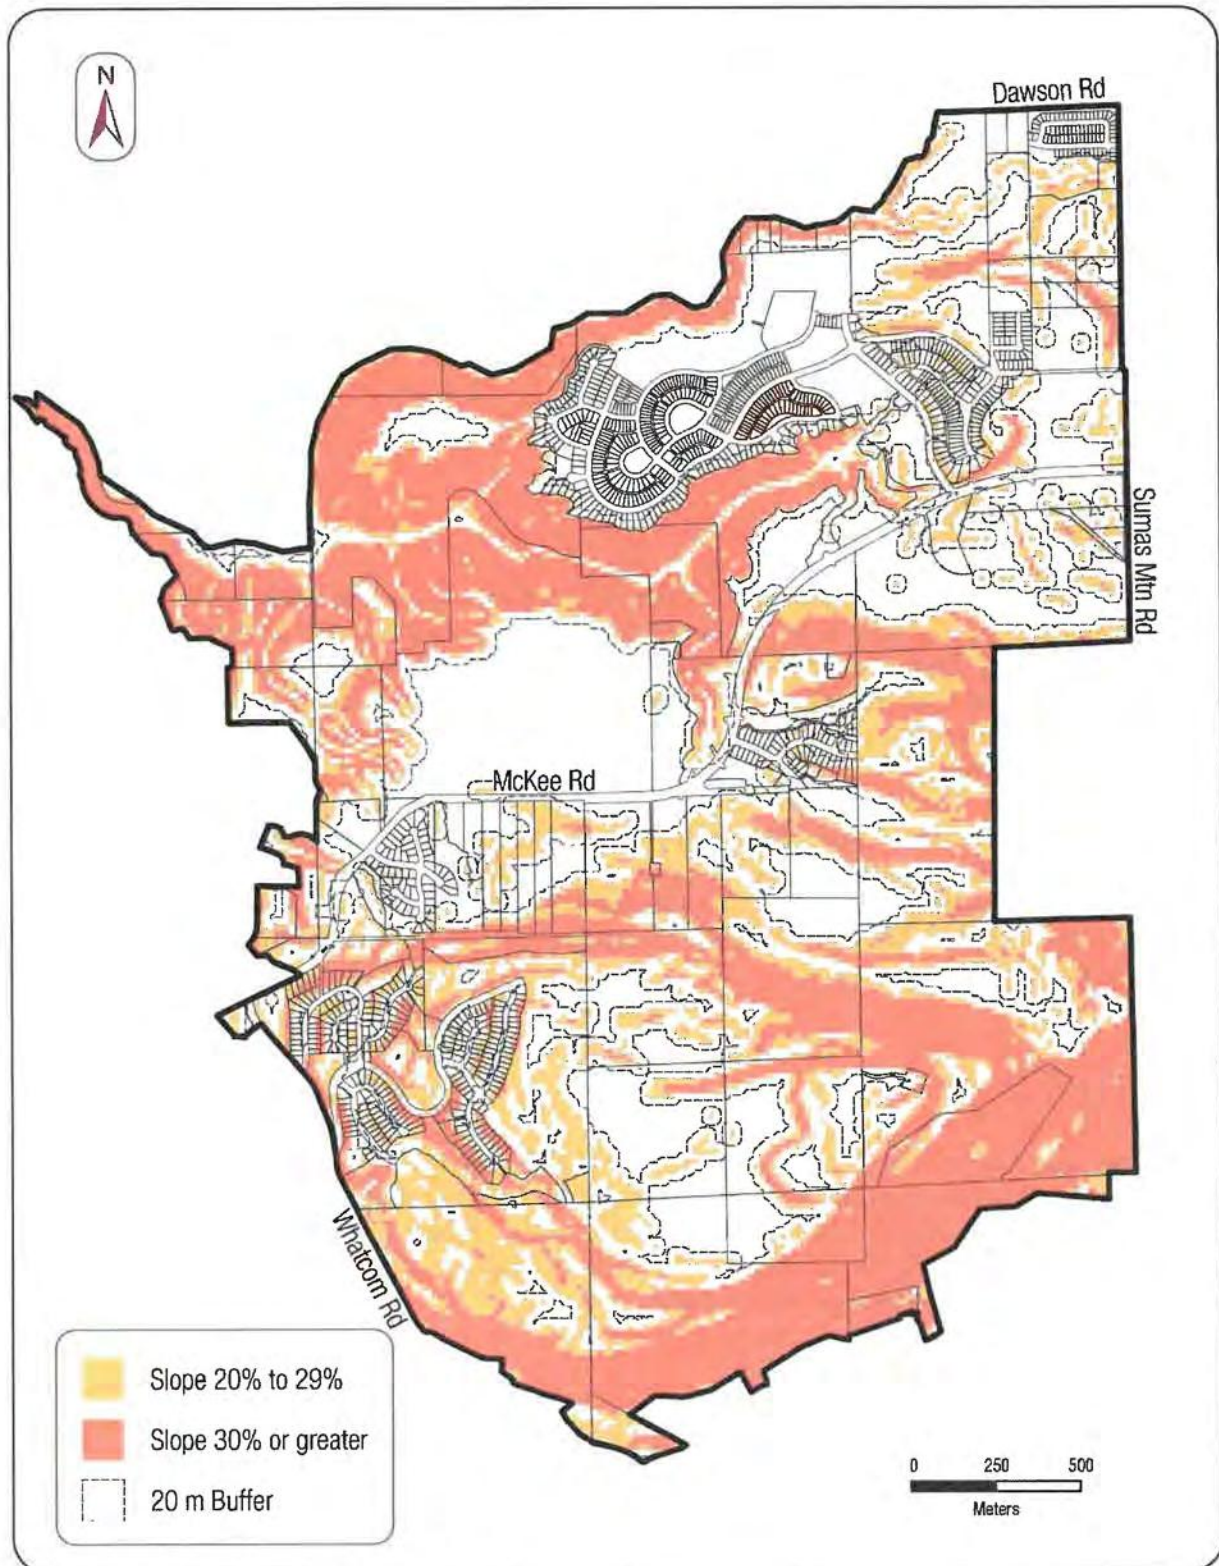 N
Dawson Rd
Sumas Mtn Rd
McKee Rd
Whatcom Rd
Slope 20% to 29%
Slope 30% or greater
20 m Buffer
0 250 500
Meters